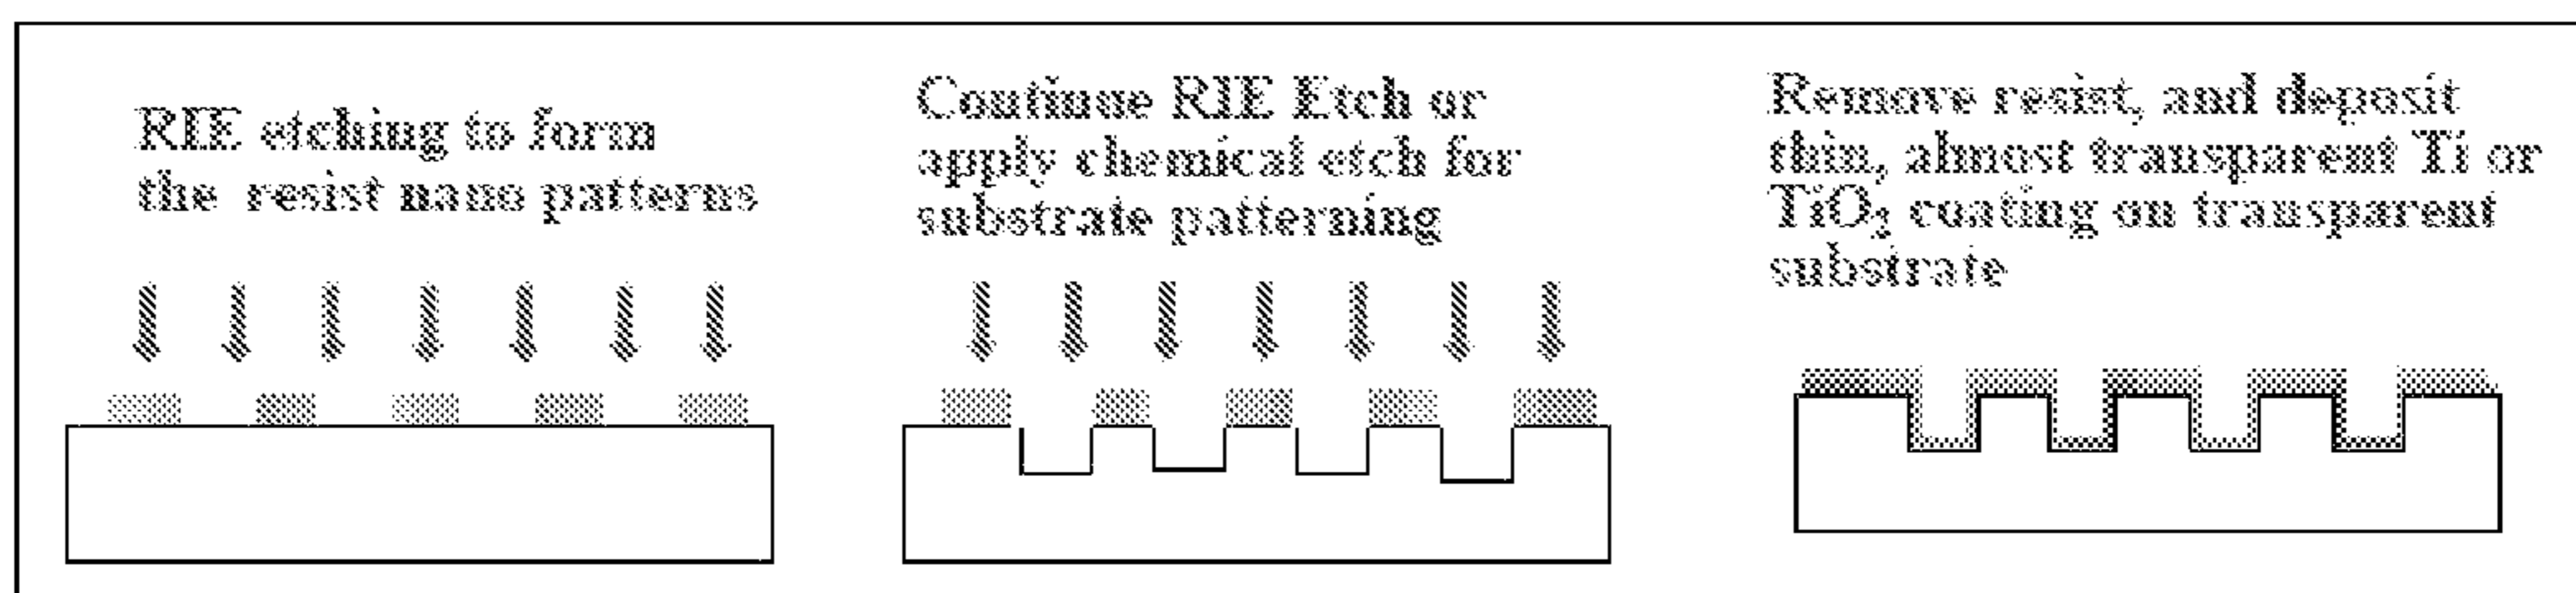 RIE etching to form
the resist nano patterns
Continue RIE Etch or
apply chemical etch for
substrate patterning
Remove resist, and deposit
thin, almost transparent Ti or
TiO₂ coating on transparent
substrate